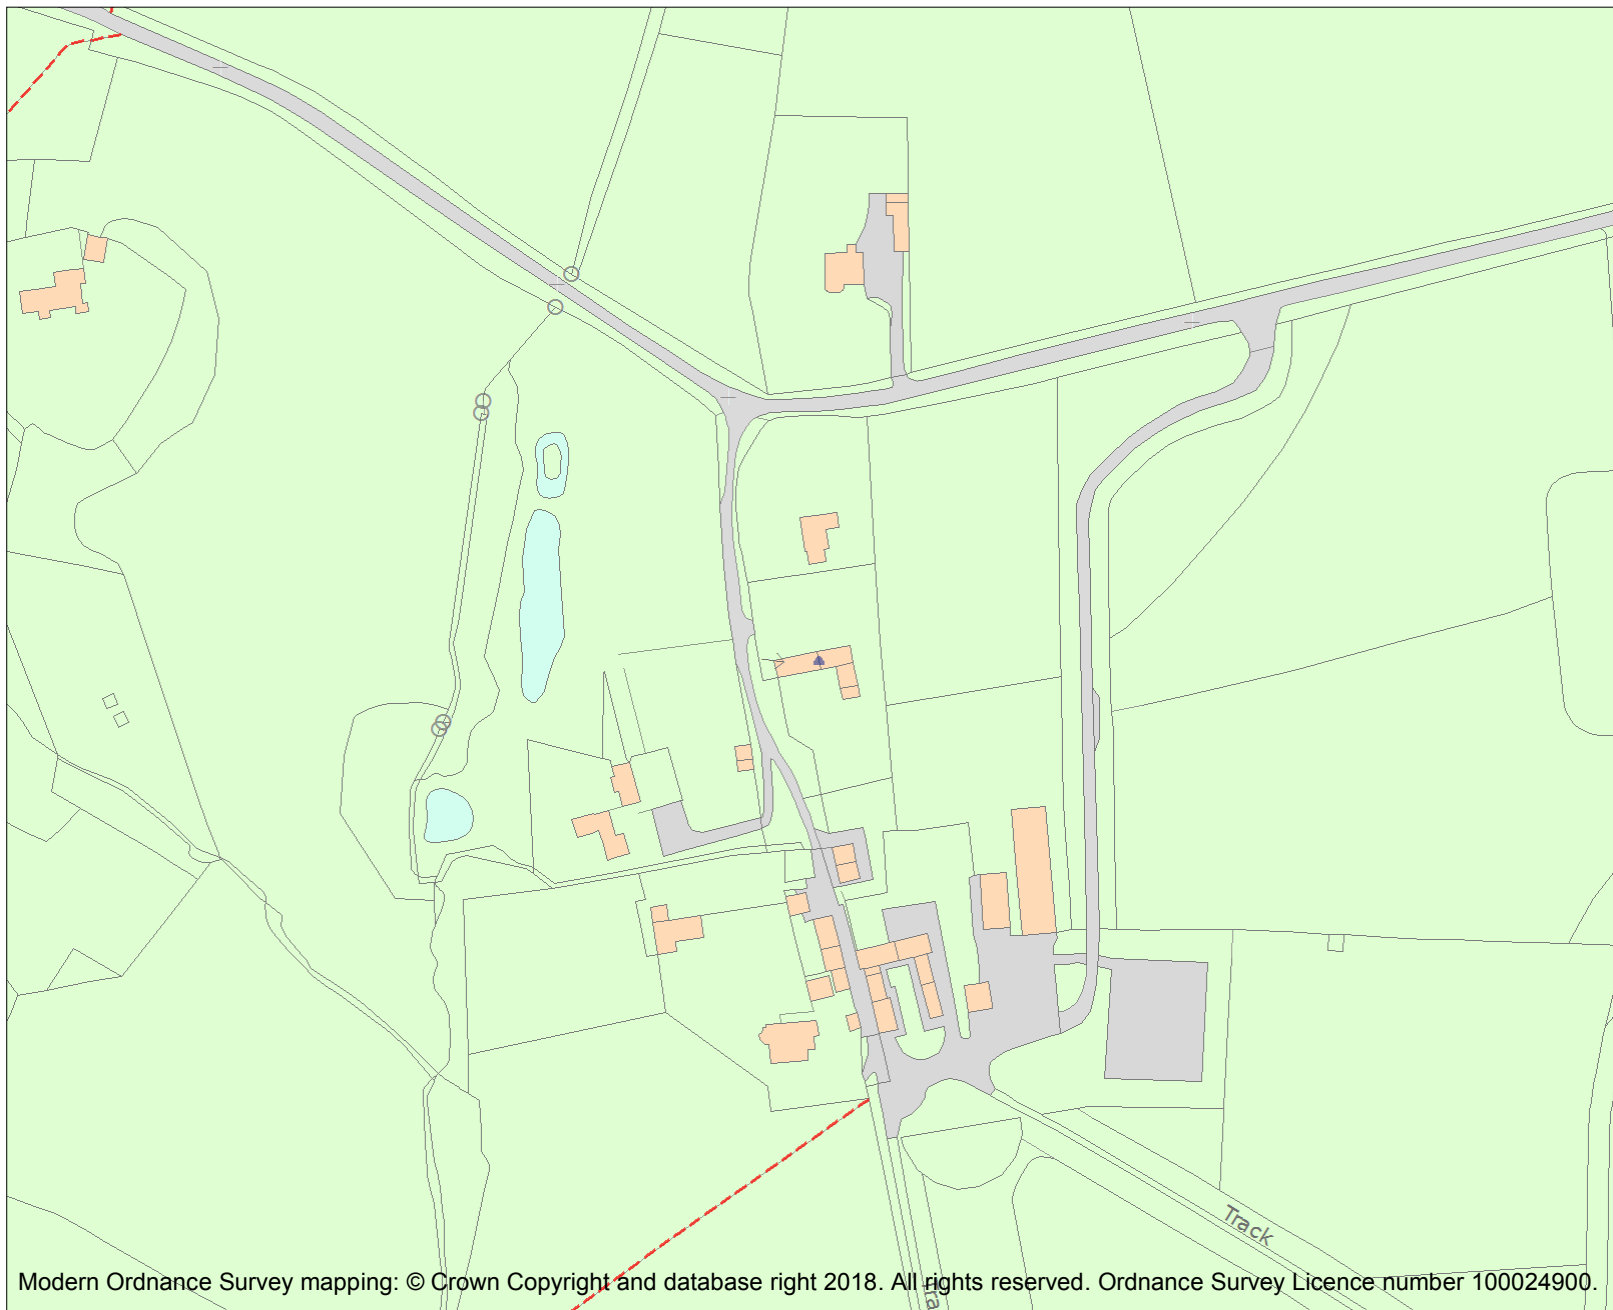 Track
Modern Ordnance Survey mapping: © Crown Copyright and database right 2018. All rights reserved. Ordnance Survey Licence number 100024900.